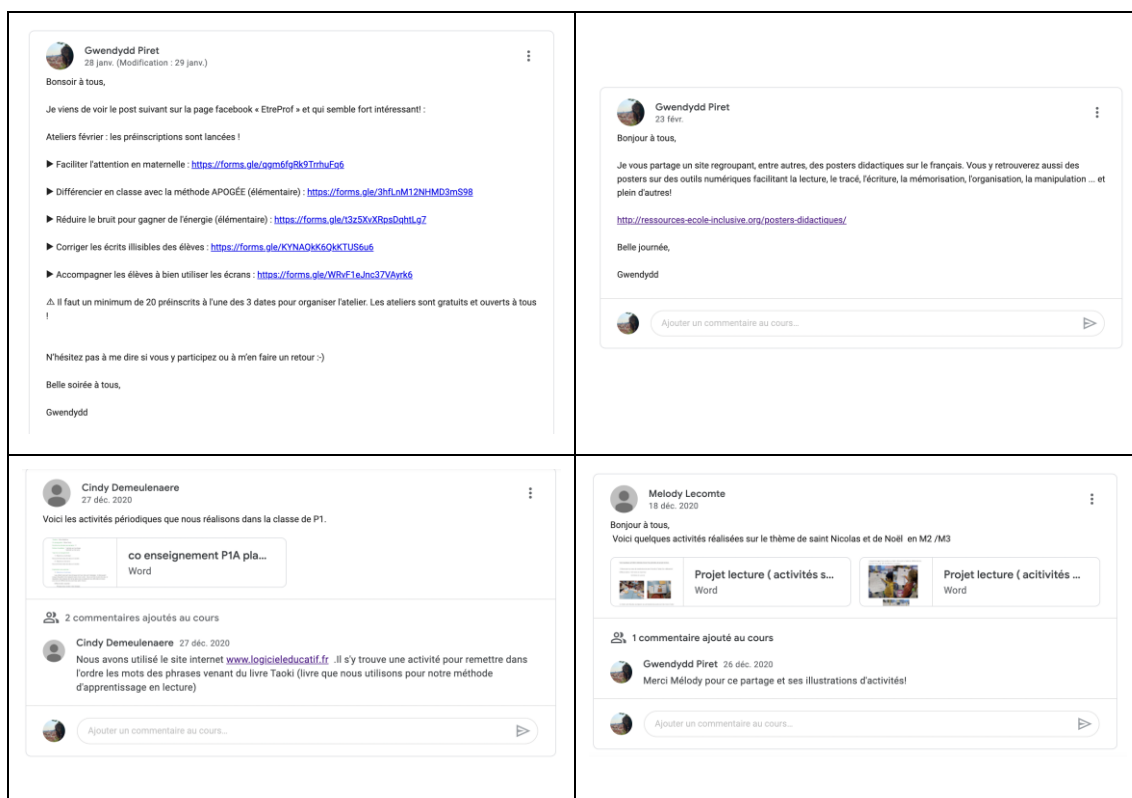 Gwendydd Piret
28 janv. (Modification : 29 janv.)
Bonsoir à tous,
Je viens de voir le post suivant sur la page facebook « EtreProf » et qui semble fort intéressant! :
Ateliers février : les préinscriptions sont lancées !
▶ Faciliter l'attention en maternelle : https://forms.gle/qgm6fgRk9TrrhuFq6
▶ Différencier en classe avec la méthode APOGÉE (élémentaire) : https://forms.gle/3hfLnM12NHMD3mS98
▶ Réduire le bruit pour gagner de l'énergie (élémentaire) : https://forms.gle/t3z5XvXRpsDqhtLg7
▶ Corriger les écrits illisibles des élèves : https://forms.gle/KYNAQkK6QkKTUS6u6
▶ Accompagner les élèves à bien utiliser les écrans : https://forms.gle/WRvF1eJnc37VAyrk6
⚠ Il faut un minimum de 20 préinscrits à l'une des 3 dates pour organiser l'atelier. Les ateliers sont gratuits et ouverts à tous
!
N'hésitez pas à me dire si vous y participez ou à m'en faire un retour :-)
Belle soirée à tous,
Gwendydd
Gwendydd Piret
23 févr.
Bonjour à tous,
Je vous partage un site regroupant, entre autres, des posters didactiques sur le français. Vous y retrouverez aussi des
posters sur des outils numériques facilitant la lecture, le tracé, l'écriture, la mémorisation, l'organisation, la manipulation ... et
plein d'autres!
http://ressources-ecole-inclusive.org/posters-didactiques/
Belle journée,
Gwendydd
Ajouter un commentaire au cours...
Cindy Demeulenaere
27 déc. 2020
Voici les activités périodiques que nous réalisons dans la classe de P1.
co enseignement P1A pla...
Word
2 commentaires ajoutés au cours
Cindy Demeulenaere 27 déc. 2020
Nous avons utilisé le site internet www.logicieleducatif.fr .Il s'y trouve une activité pour remettre dans
l'ordre les mots des phrases venant du livre Taoki (livre que nous utilisons pour notre méthode
d'apprentissage en lecture)
Ajouter un commentaire au cours...
Melody Lecomte
18 déc. 2020
Bonjour à tous,
Voici quelques activités réalisées sur le thème de saint Nicolas et de Noël en M2 /M3
Projet lecture ( activités s...
Word
Projet lecture ( acitivités ...
Word
1 commentaire ajouté au cours
Gwendydd Piret 26 déc. 2020
Merci Mélody pour ce partage et ses illustrations d'activités!
Ajouter un commentaire au cours...